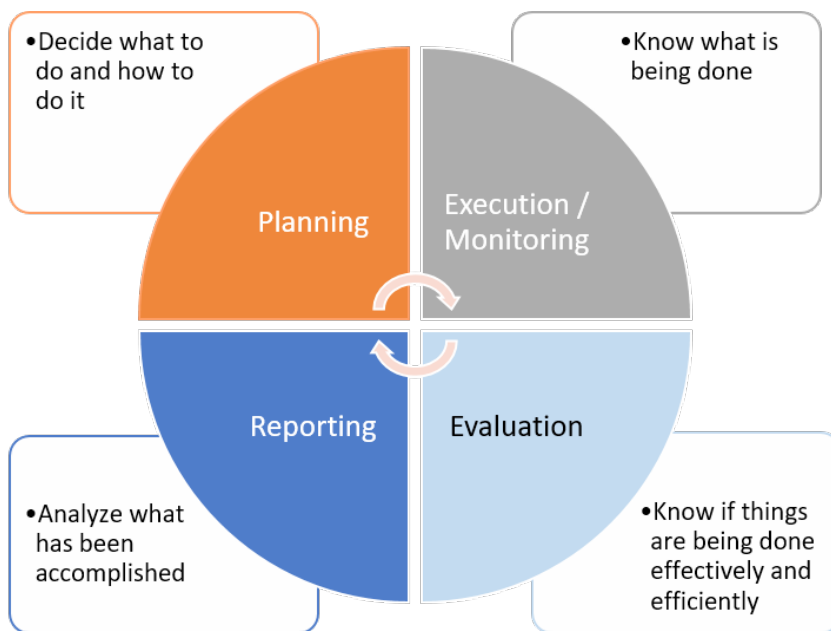 •Decide what to
do and how to
do it
•Know what is
being done
Planning
Execution /
Monitoring
Reporting
Evaluation
•Analyze what
has been
accomplished
•Know if things
are being done
effectively and
efficiently